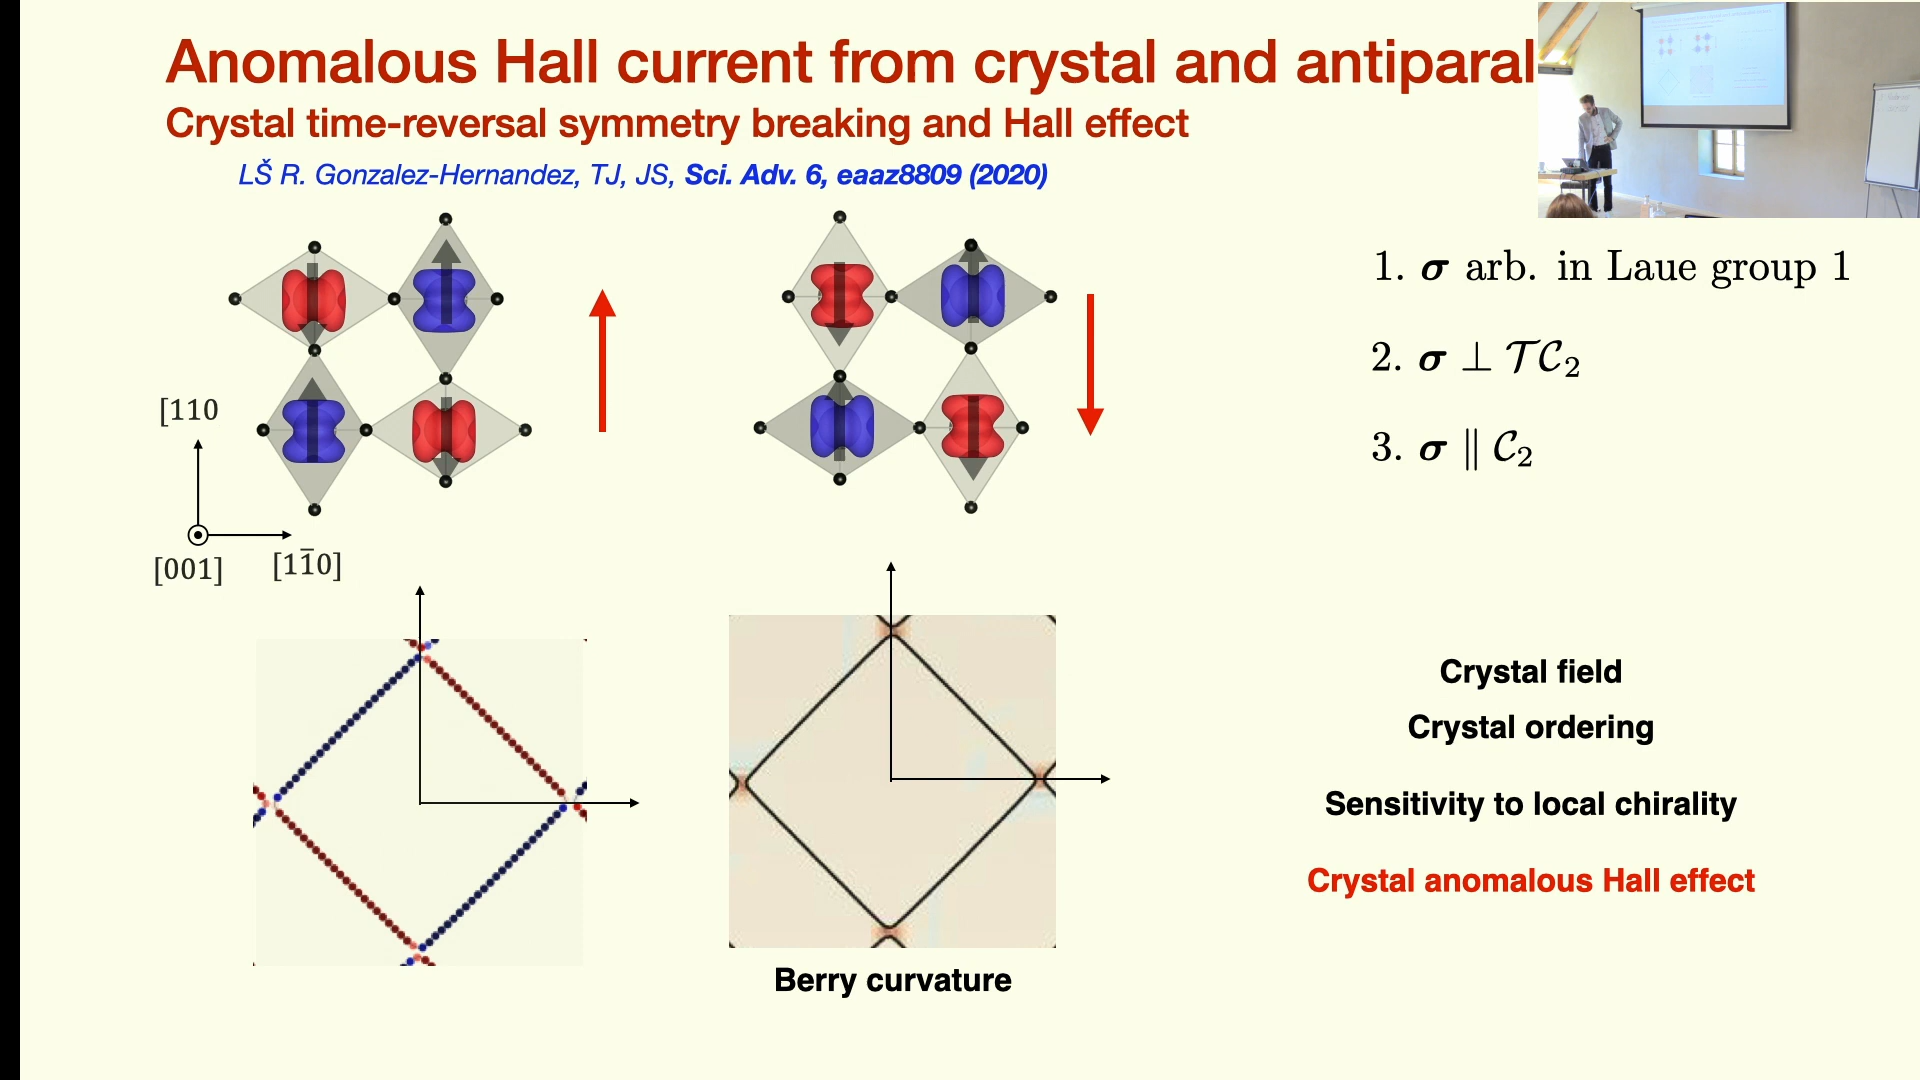 Anomalous Hall current from crystal and antiparal
Crystal time-reversal symmetry breaking and Hall effect
LŠ R. Gonzalez-Hernandez, TJ, JS, Sci. Adv. 6, eaaz8809 (2020)
1. σ arb. in Laue group 1
2. σ ⊥ 𝒯𝒞₂
3. σ ∥ 𝒞₂
[110
[001]
[11̅0]
Crystal field
Crystal ordering
Sensitivity to local chirality
Crystal anomalous Hall effect
Berry curvature